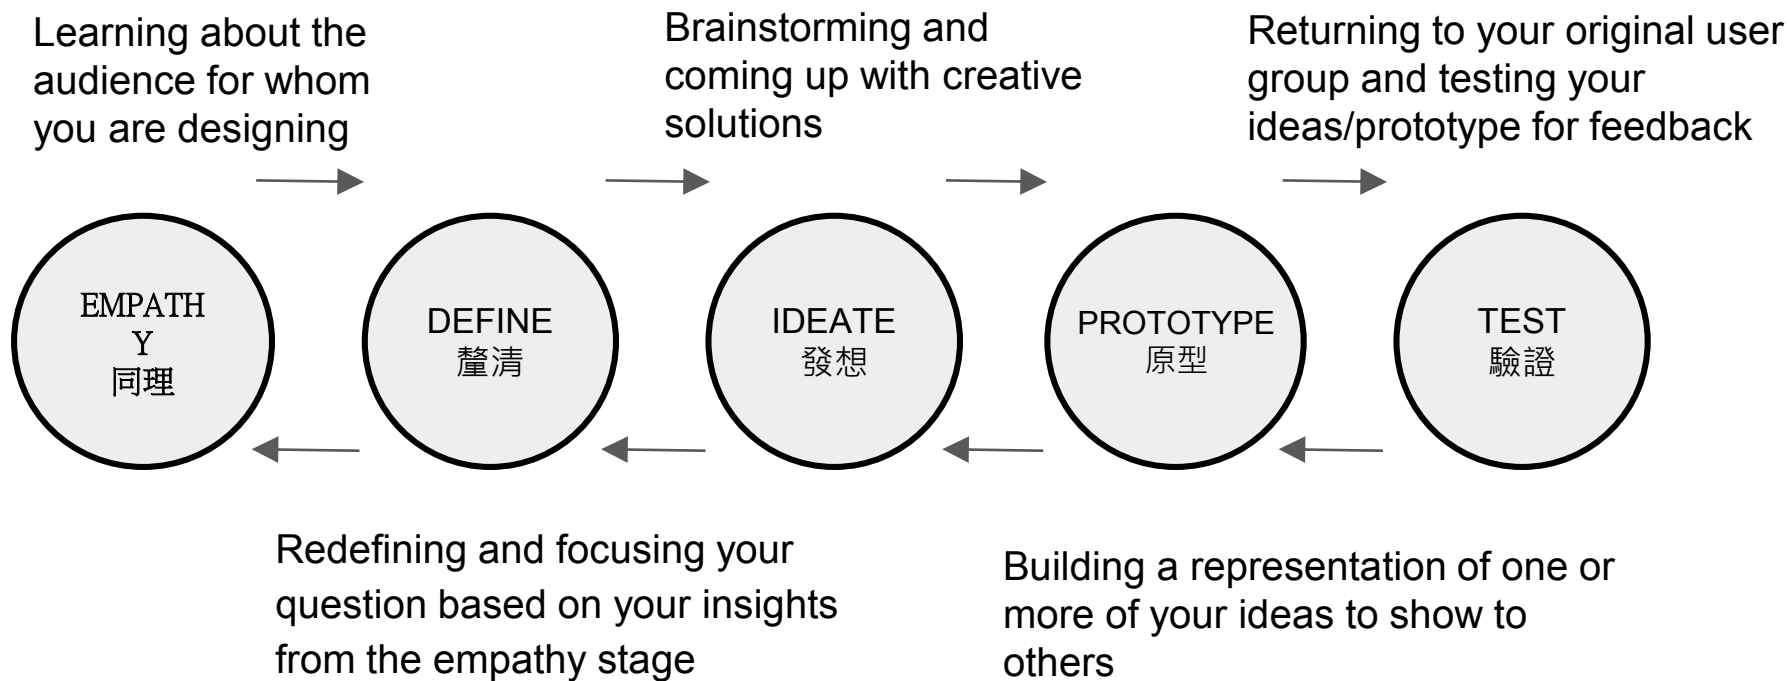 Learning about the
audience for whom
you are designing
Brainstorming and
coming up with creative
solutions
Returning to your original user
group and testing your
ideas/prototype for feedback
EMPATH
Y
同理
DEFINE
釐清
IDEATE
發想
PROTOTYPE
原型
TEST
驗證
Redefining and focusing your
question based on your insights
from the empathy stage
Building a representation of one or
more of your ideas to show to
others